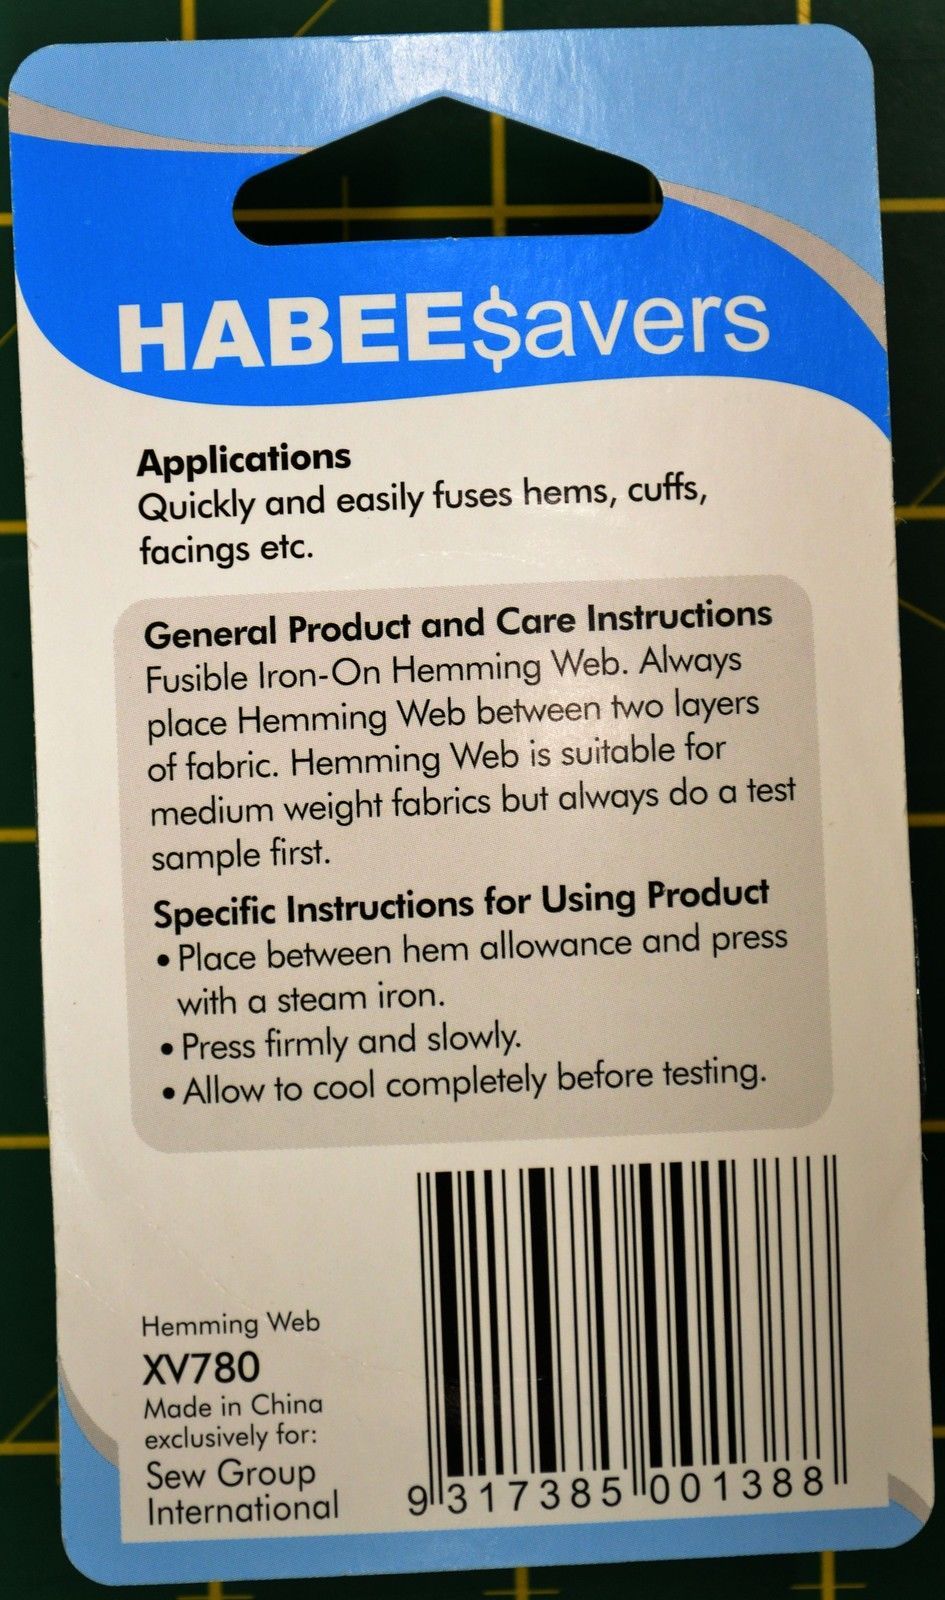 HABEE$avers
Applications
Quickly and easily fuses hems, cuffs,
facings etc.
General Product and Care Instructions
Fusible Iron-On Hemming Web. Always
place Hemming Web between two layers
of fabric. Hemming Web is suitable for
medium weight fabrics but always do a test
sample first.
Specific Instructions for Using Product
• Place between hem allowance and press
with a steam iron.
• Press firmly and slowly.
• Allow to cool completely before testing.
Hemming Web
XV780
Made in China
exclusively for:
Sew Group
International
9 317385 001388